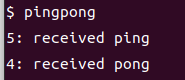 $ pingpong
5: received ping
4: received pong